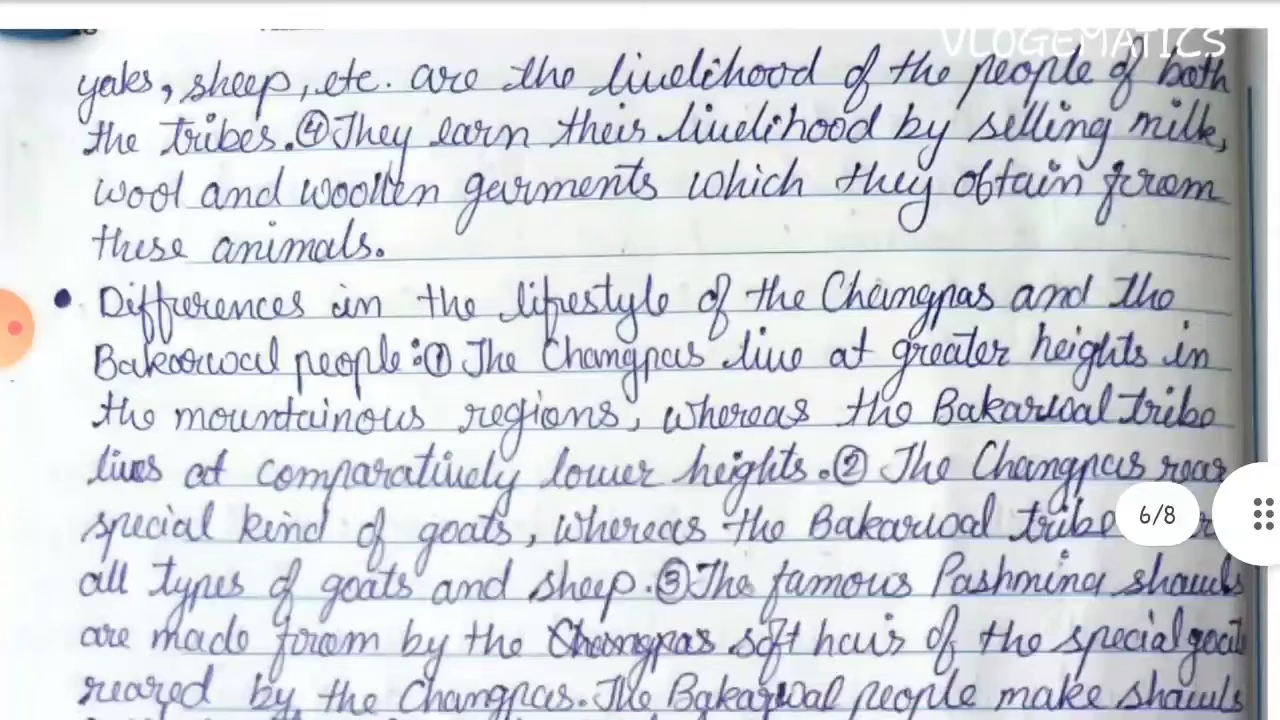 VLOGEMATICS
yaks, sheep, etc. are the livelihood of the people of both
the tribes. ④ They earn their livelihood by selling milk,
wool and woollen garments which they obtain from
these animals.
• Differences in the lifestyle of the Changpas and the
Bakarwal people :① The Changpas live at greater heights in
the mountainous regions, whereas the Bakarwal tribe
lives at comparatively lower heights. ② The Changpas rear
special kind of goats, whereas the Bakarwal tribe
6/8
all types of goats and sheep. ③ The famous Pashmina shawls
are made from by the Changpas soft hair of the special goats
reared by the Changpas. The Bakarwal people make shawls